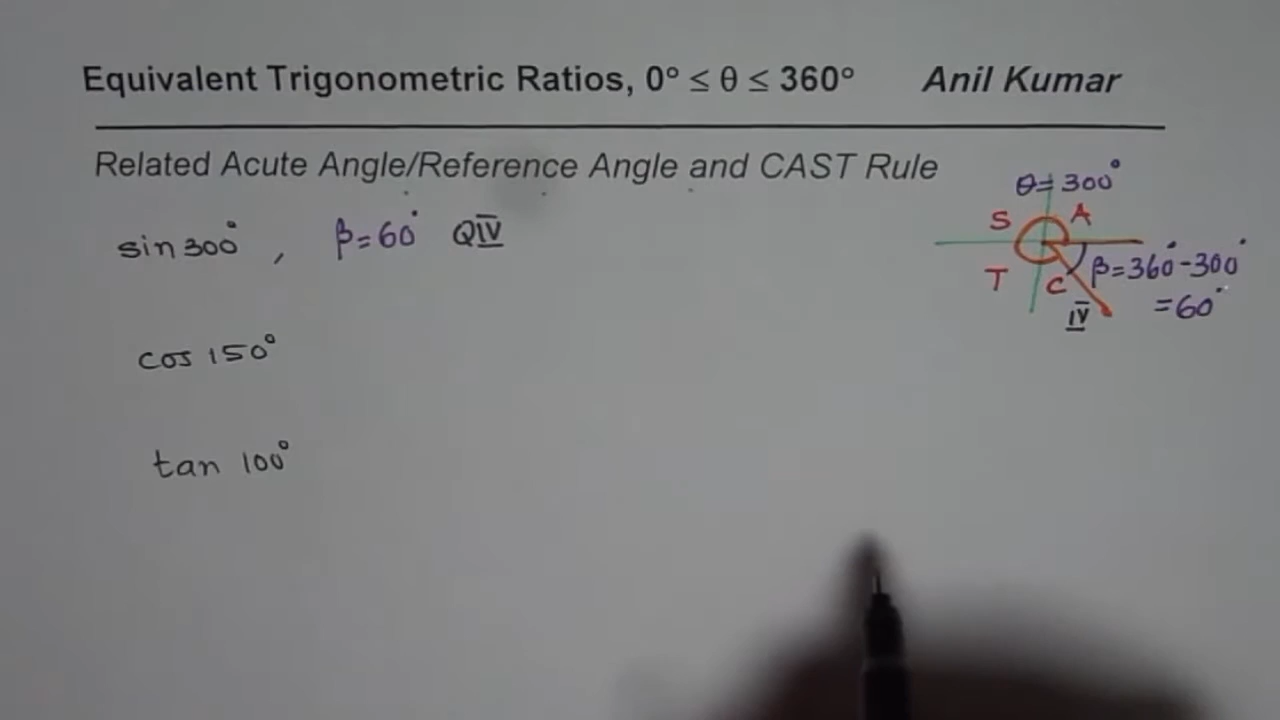 Equivalent Trigonometric Ratios, 0° ≤ θ ≤ 360° Anil Kumar
Related Acute Angle/Reference Angle and CAST Rule
sin 300° , β = 60° QIV
θ = 300°
S A
T C
β = 360° - 300°
= 60°
IV
cos 150°
tan 100°